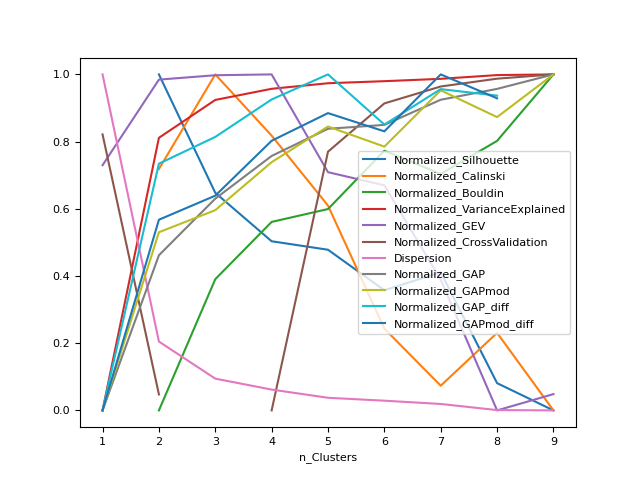 1.0
0.8
0.6
0.4
0.2
0.0
Normalized_Silhouette
Normalized_Calinski
Normalized_Bouldin
Normalized_VarianceExplained
Normalized_GEV
Normalized_CrossValidation
Dispersion
Normalized_GAP
Normalized_GAPmod
Normalized_GAP_diff
Normalized_GAPmod_diff
1 2 3 4 5 6 7 8 9
n_Clusters